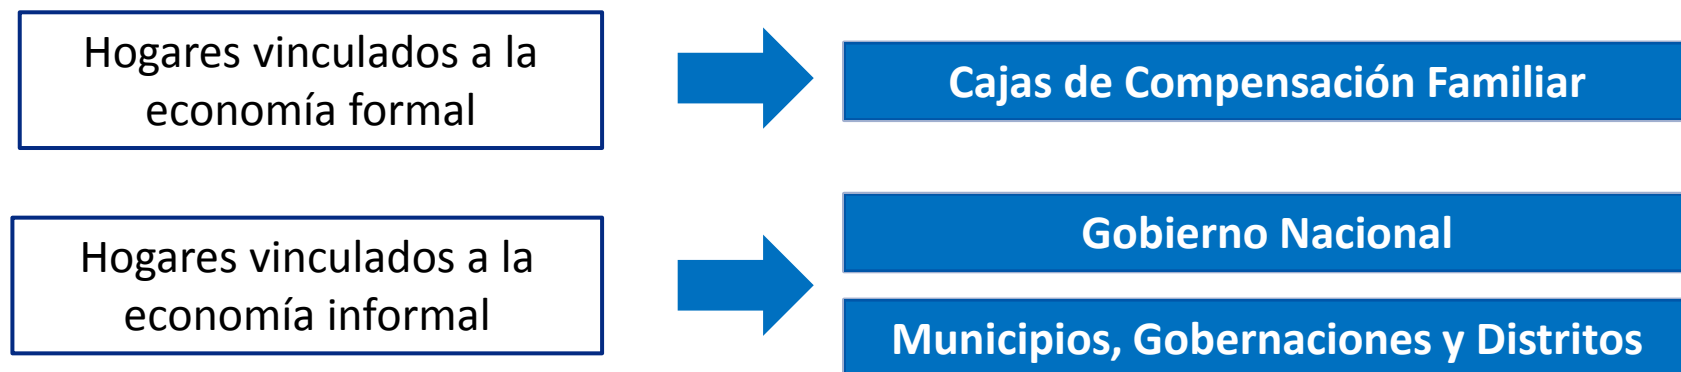 Hogares vinculados a la
economía formal
Cajas de Compensación Familiar
Hogares vinculados a la
economía informal
Gobierno Nacional
Municipios, Gobernaciones y Distritos